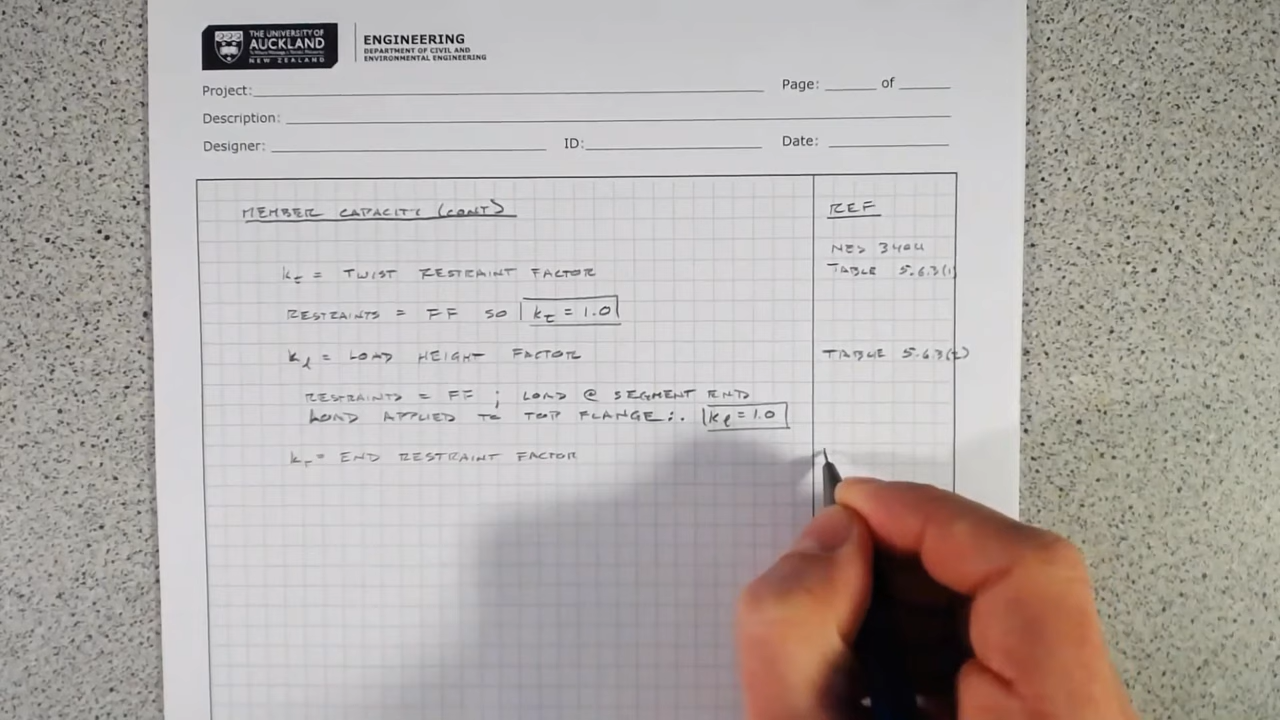 THE UNIVERSITY OF
AUCKLAND
NEW ZEALAND
ENGINEERING
DEPARTMENT OF CIVIL AND
ENVIRONMENTAL ENGINEERING
Project:
Page: of
Description:
Designer: ID: Date:
MEMBER CAPACITY (CONT) REF
NZS 3404
kt = TWIST RESTRAINT FACTOR TABLE 5.6.3(1)
RESTRAINTS = FF SO kt = 1.0
kl = LOAD HEIGHT FACTOR TABLE 5.6.3(2)
RESTRAINTS = FF ; LOAD @ SEGMENT END
LOAD APPLIED TO TOP FLANGE ∴ kl = 1.0
kr = END RESTRAINT FACTOR